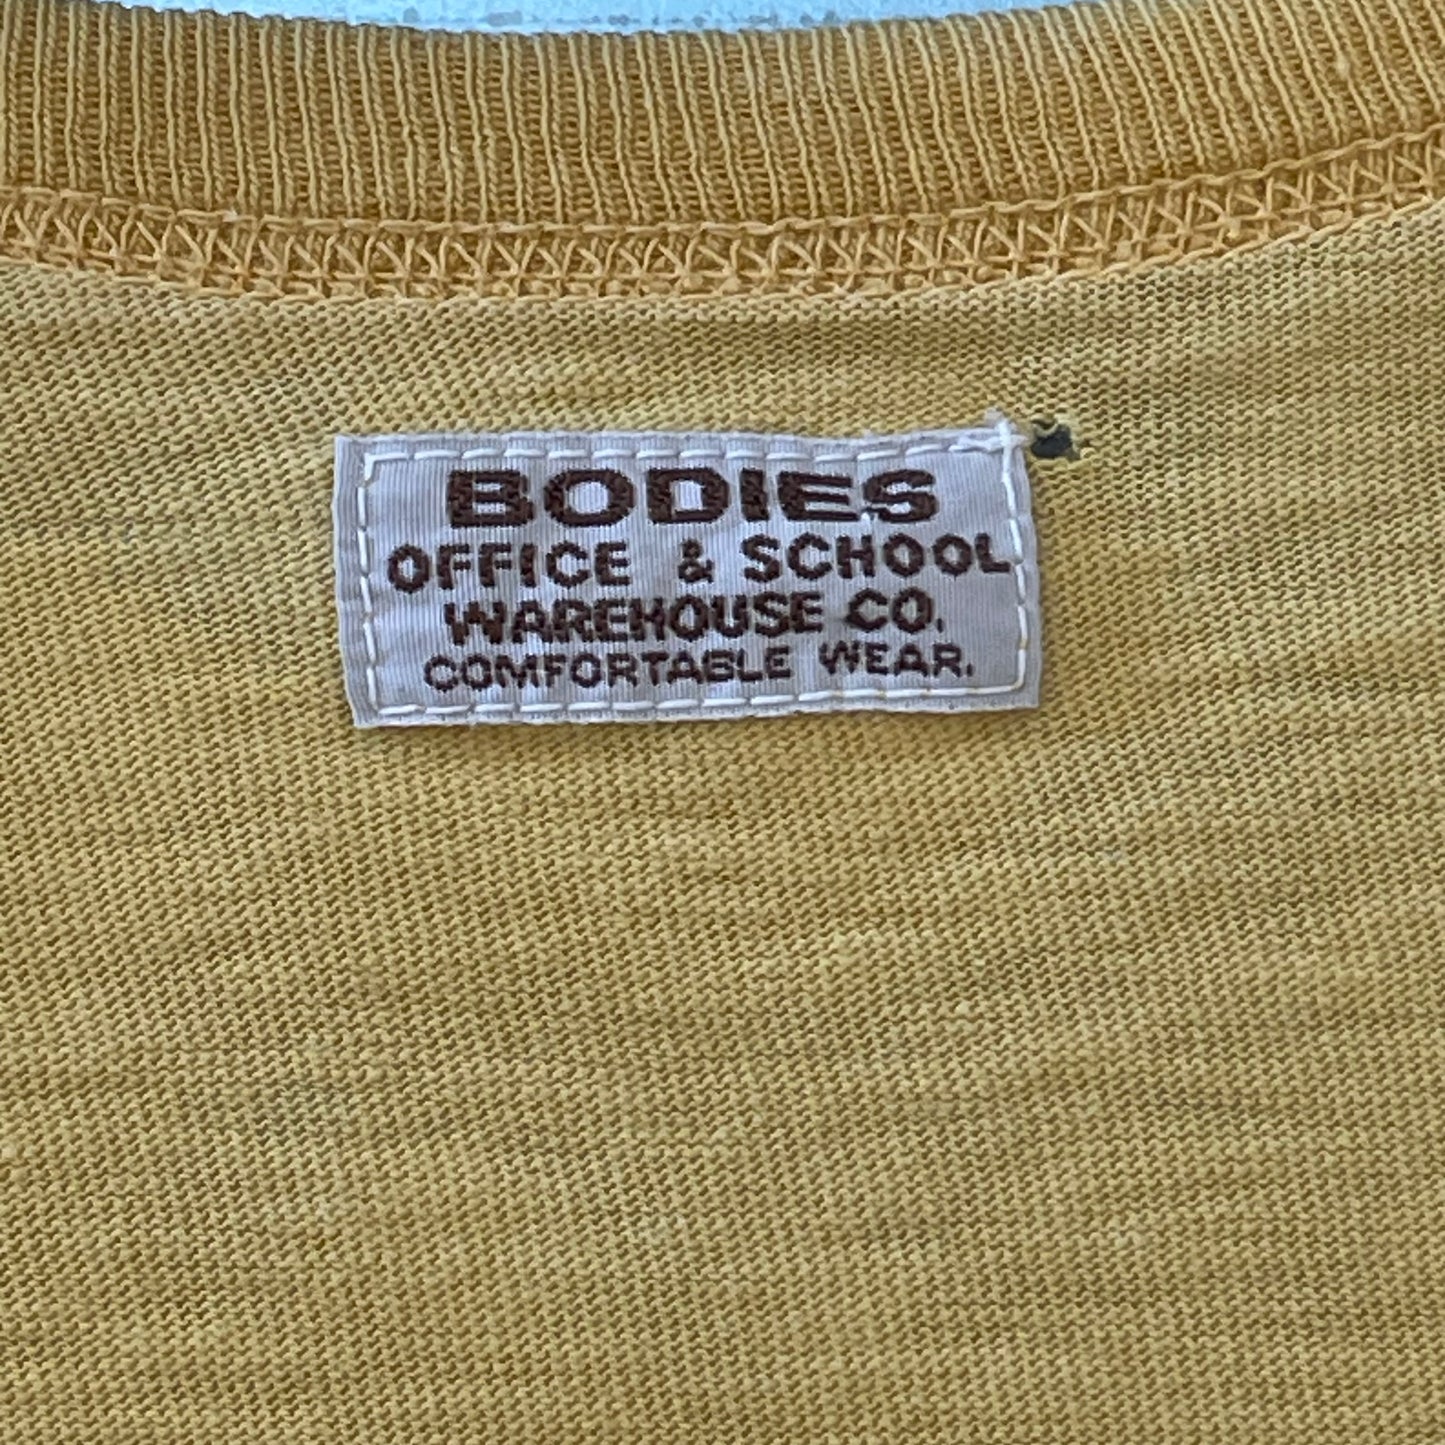 BODIES
OFFICE & SCHOOL
WAREHOUSE CO.
COMFORTABLE WEAR.